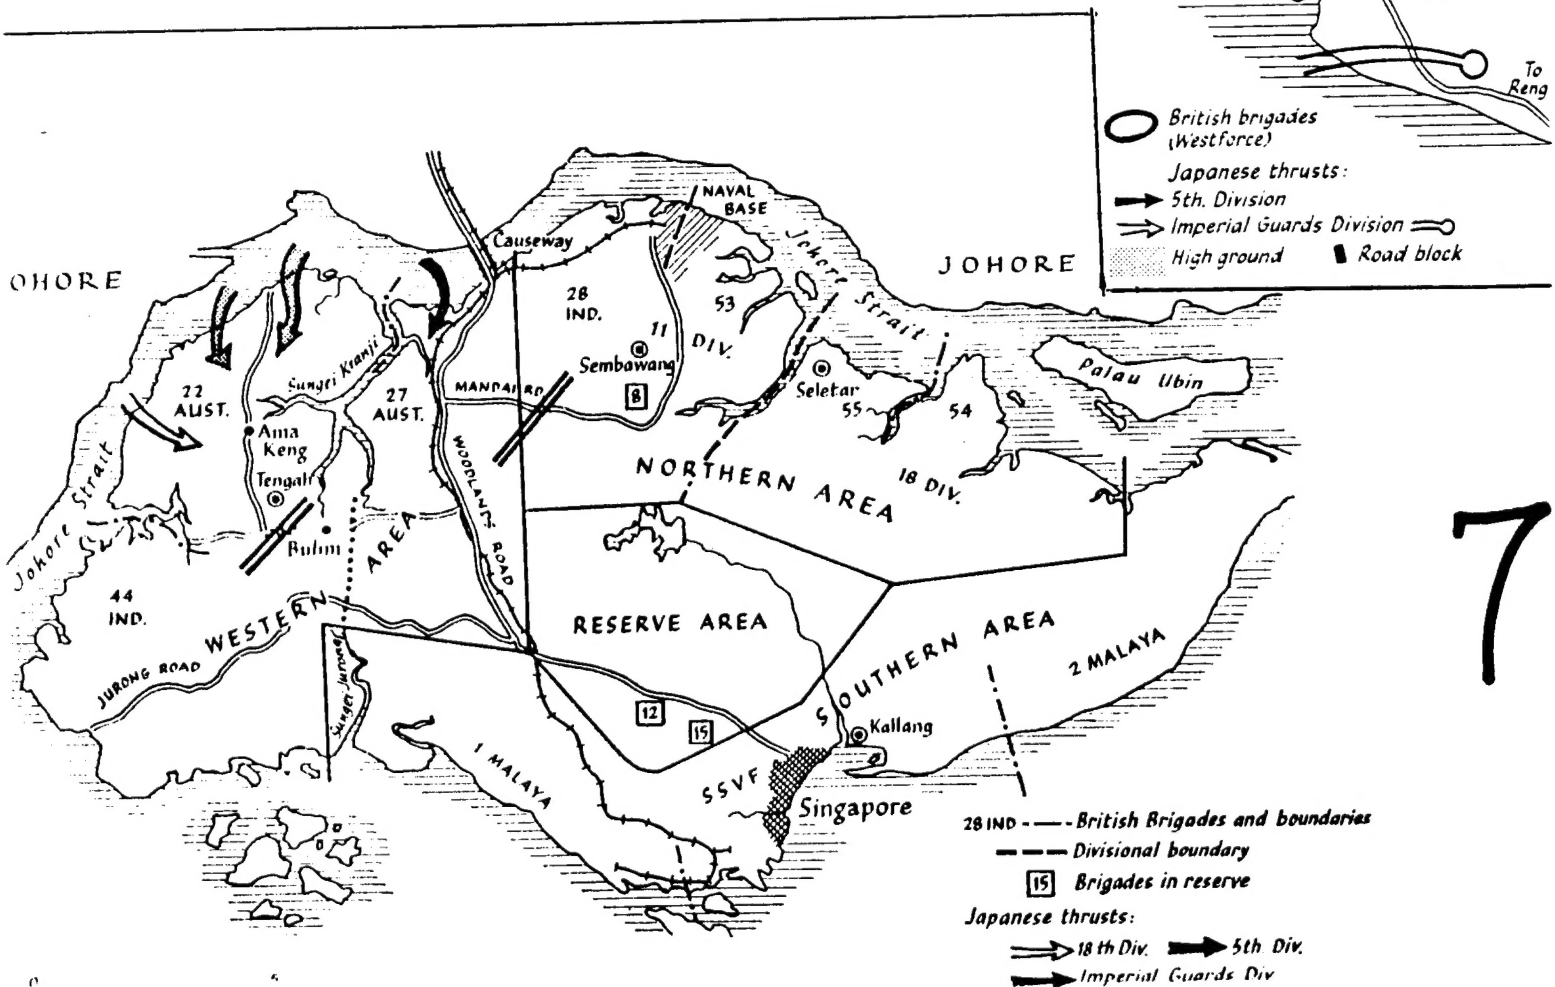 To
Reng
British brigades
(Westforce)
Japanese thrusts:
5th. Division
Imperial Guards Division
High ground
Road block
NAVAL
BASE
Causeway
OHORE
JOHORE
Johore Strait
28
IND.
53
11
DIV.
Sembawang
8
Seletar
55
54
Palau Ubin
Sungei Kranji
22
AUST.
27
AUST.
MANDAI RD
Ama
Keng
Tengah
WOODLANDS ROAD
NORTHERN AREA
18 DIV.
Johore Strait
Bulim
7
44
IND.
WESTERN AREA
RESERVE AREA
SOUTHERN AREA
2 MALAYA
JURONG ROAD
Sungei Jurong
12
15
Kallang
1 MALAYA
SSVF
Singapore
28 IND British Brigades and boundaries
Divisional boundary
15 Brigades in reserve
Japanese thrusts:
18th Div. 5th Div.
Imperial Guards Div
0 5